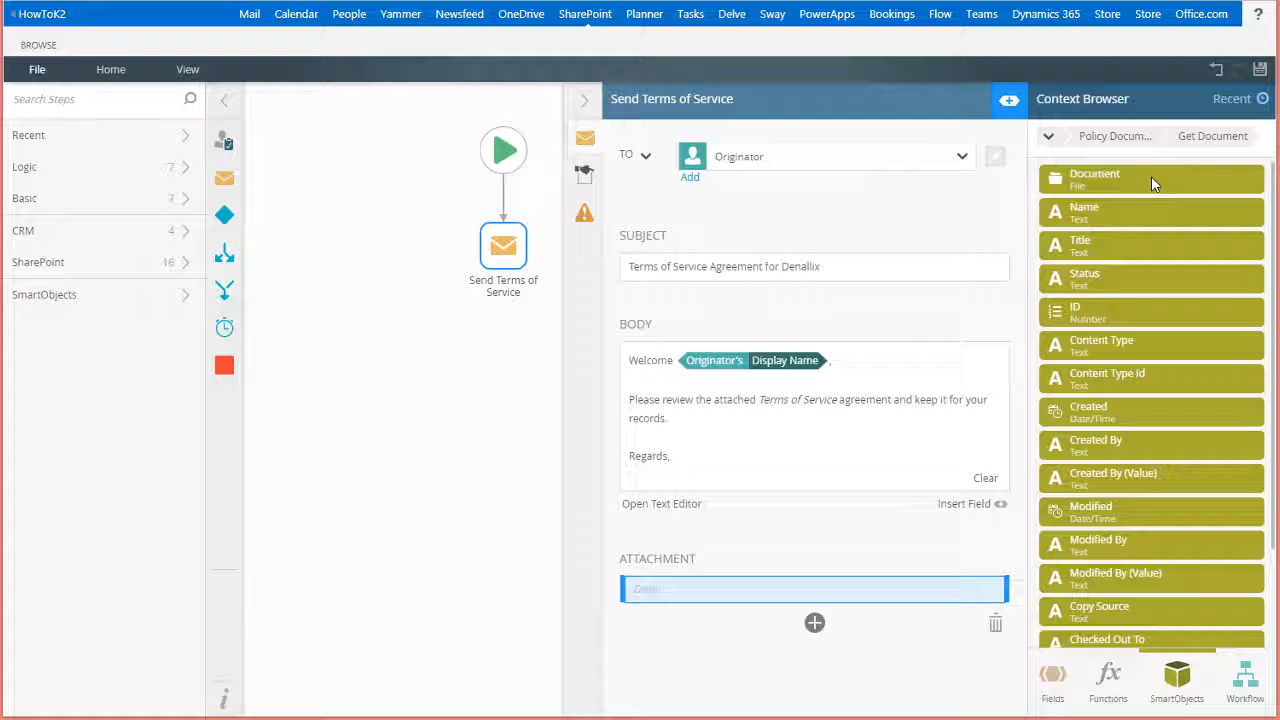 HowToK2
Mail Calendar People Yammer Newsfeed OneDrive SharePoint Planner Tasks Delve Sway PowerApps Bookings Flow Teams Dynamics 365 Store Store Office.com ?
BROWSE
File Home View
Search Steps
Recent
Logic 7
Basic 7
CRM 4
SharePoint 16
SmartObjects
i
Send Terms of
Service
Send Terms of Service
TO
Originator
Add
SUBJECT
Terms of Service Agreement for Denallix
BODY
Welcome Originator's Display Name ,
Please review the attached Terms of Service agreement and keep it for your
records.
Regards,
Clear
Open Text Editor Insert Field
ATTACHMENT
Context Browser Recent
Policy Docum... Get Document
Document
File
A Name
Text
A Title
Text
A Status
Text
ID
Number
A Content Type
Text
A Content Type Id
Text
Created
Date/Time
A Created By
Text
A Created By (Value)
Text
Modified
Date/Time
A Modified By
Text
A Modified By (Value)
Text
A Copy Source
Text
A Checked Out To
Fields fx Functions SmartObjects Workflow